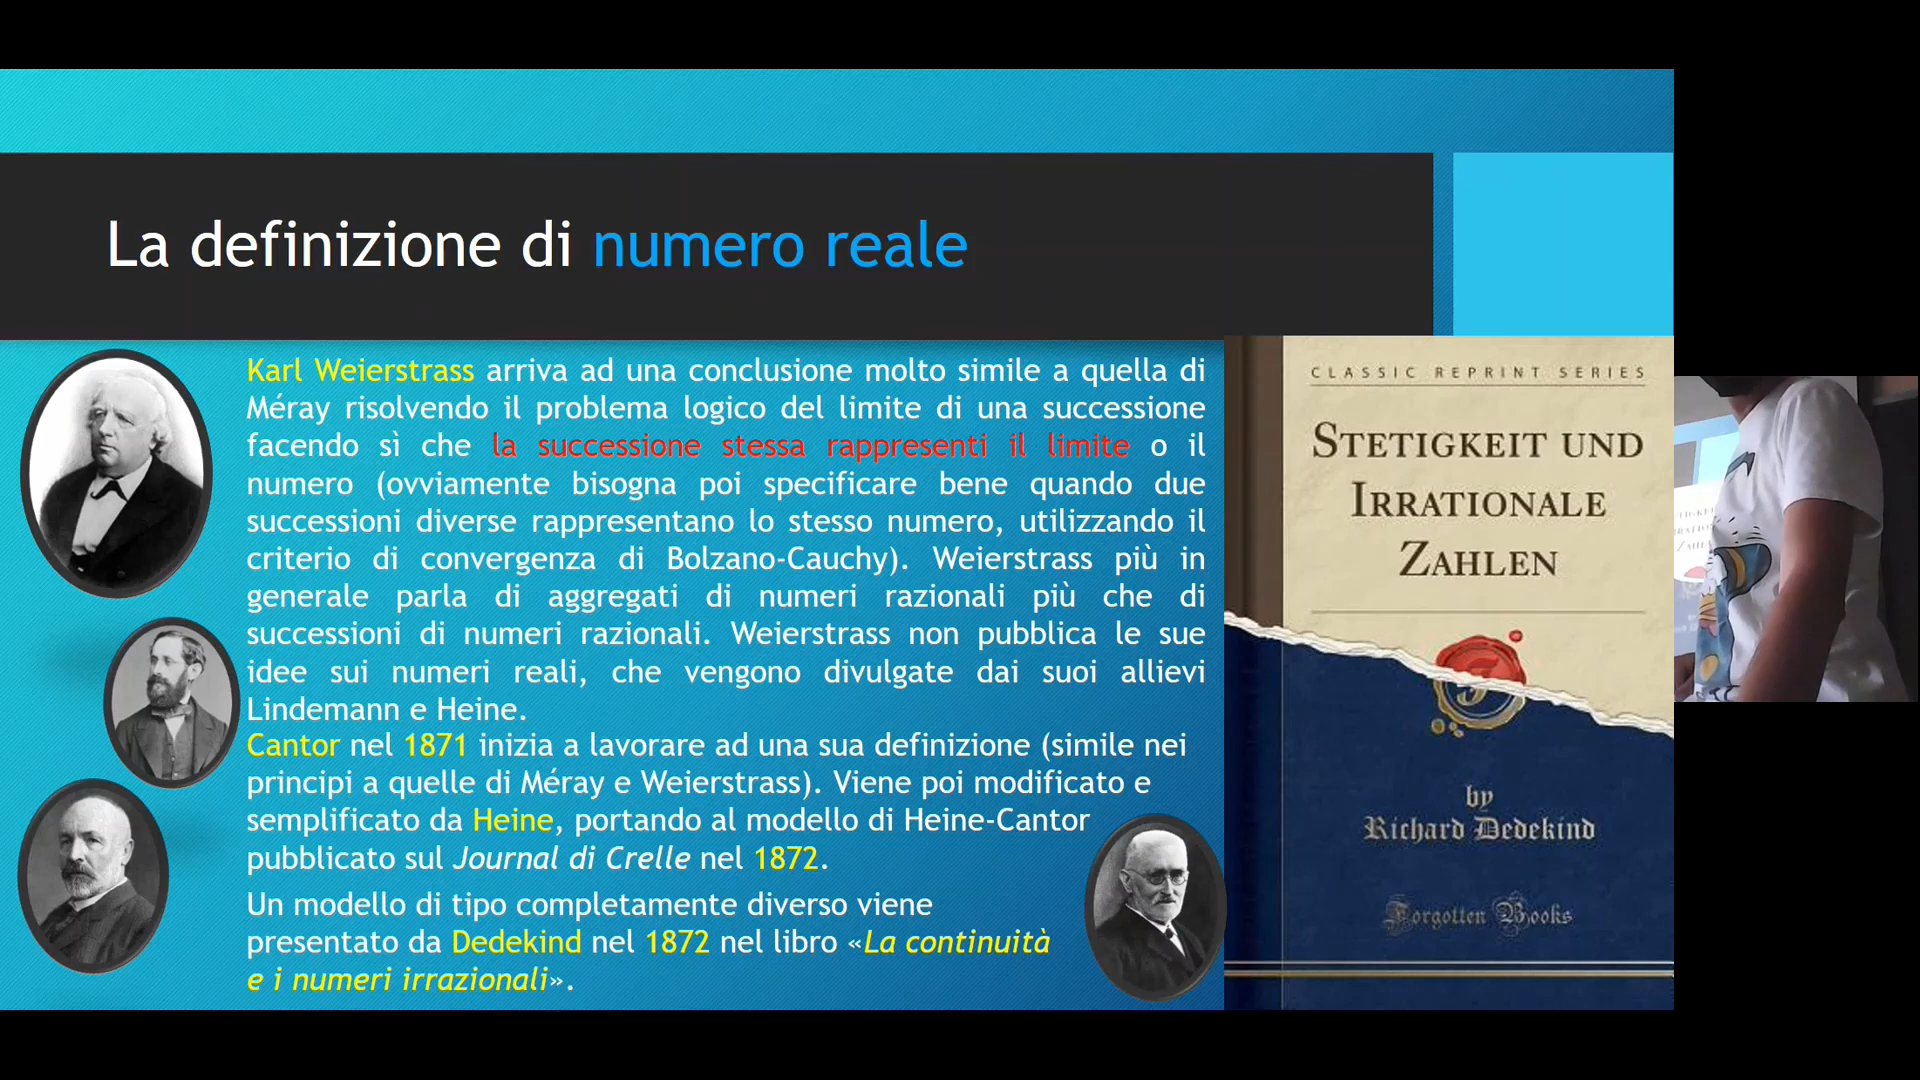 La definizione di numero reale
Karl Weierstrass arriva ad una conclusione molto simile a quella di
Méray risolvendo il problema logico del limite di una successione
facendo sì che la successione stessa rappresenti il limite o il
numero (ovviamente bisogna poi specificare bene quando due
successioni diverse rappresentano lo stesso numero, utilizzando il
criterio di convergenza di Bolzano-Cauchy). Weierstrass più in
generale parla di aggregati di numeri razionali più che di
successioni di numeri razionali. Weierstrass non pubblica le sue
idee sui numeri reali, che vengono divulgate dai suoi allievi
Lindemann e Heine.
Cantor nel 1871 inizia a lavorare ad una sua definizione (simile nei
principi a quelle di Méray e Weierstrass). Viene poi modificato e
semplificato da Heine, portando al modello di Heine-Cantor
pubblicato sul Journal di Crelle nel 1872.
Un modello di tipo completamente diverso viene
presentato da Dedekind nel 1872 nel libro «La continuità
e i numeri irrazionali».
CLASSIC REPRINT SERIES
STETIGKEIT UND
IRRATIONALE
ZAHLEN
by
Richard Dedekind
Forgotten Books